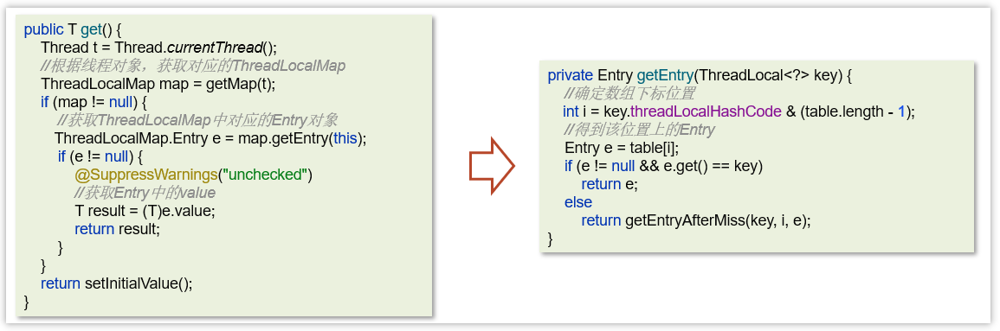 public T get() {
Thread t = Thread.currentThread();
//根据线程对象，获取对应的ThreadLocalMap
ThreadLocalMap map = getMap(t);
if (map != null) {
//获取ThreadLocalMap中对应的Entry对象
ThreadLocalMap.Entry e = map.getEntry(this);
if (e != null) {
@SuppressWarnings("unchecked")
//获取Entry中的value
T result = (T)e.value;
return result;
}
}
return setInitialValue();
}
private Entry getEntry(ThreadLocal<?> key) {
//确定数组下标位置
int i = key.threadLocalHashCode & (table.length - 1);
//得到该位置上的Entry
Entry e = table[i];
if (e != null && e.get() == key)
return e;
else
return getEntryAfterMiss(key, i, e);
}